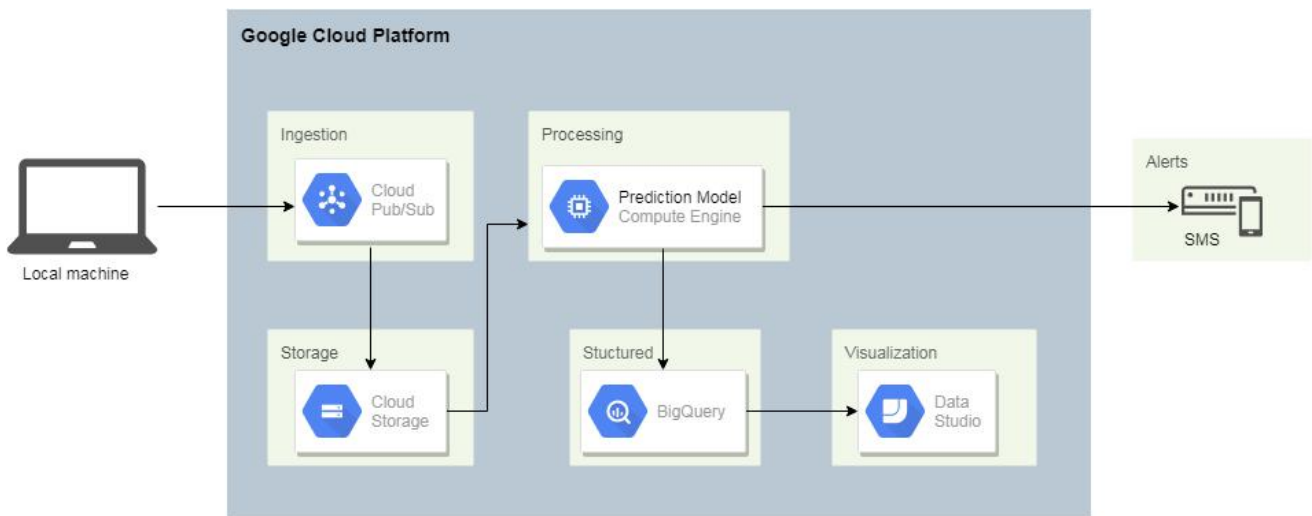 Google Cloud Platform
Ingestion
Cloud
Pub/Sub
Processing
Prediction Model
Compute Engine
Alerts
SMS
Local machine
Storage
Cloud
Storage
Stuctured
BigQuery
Visualization
Data
Studio